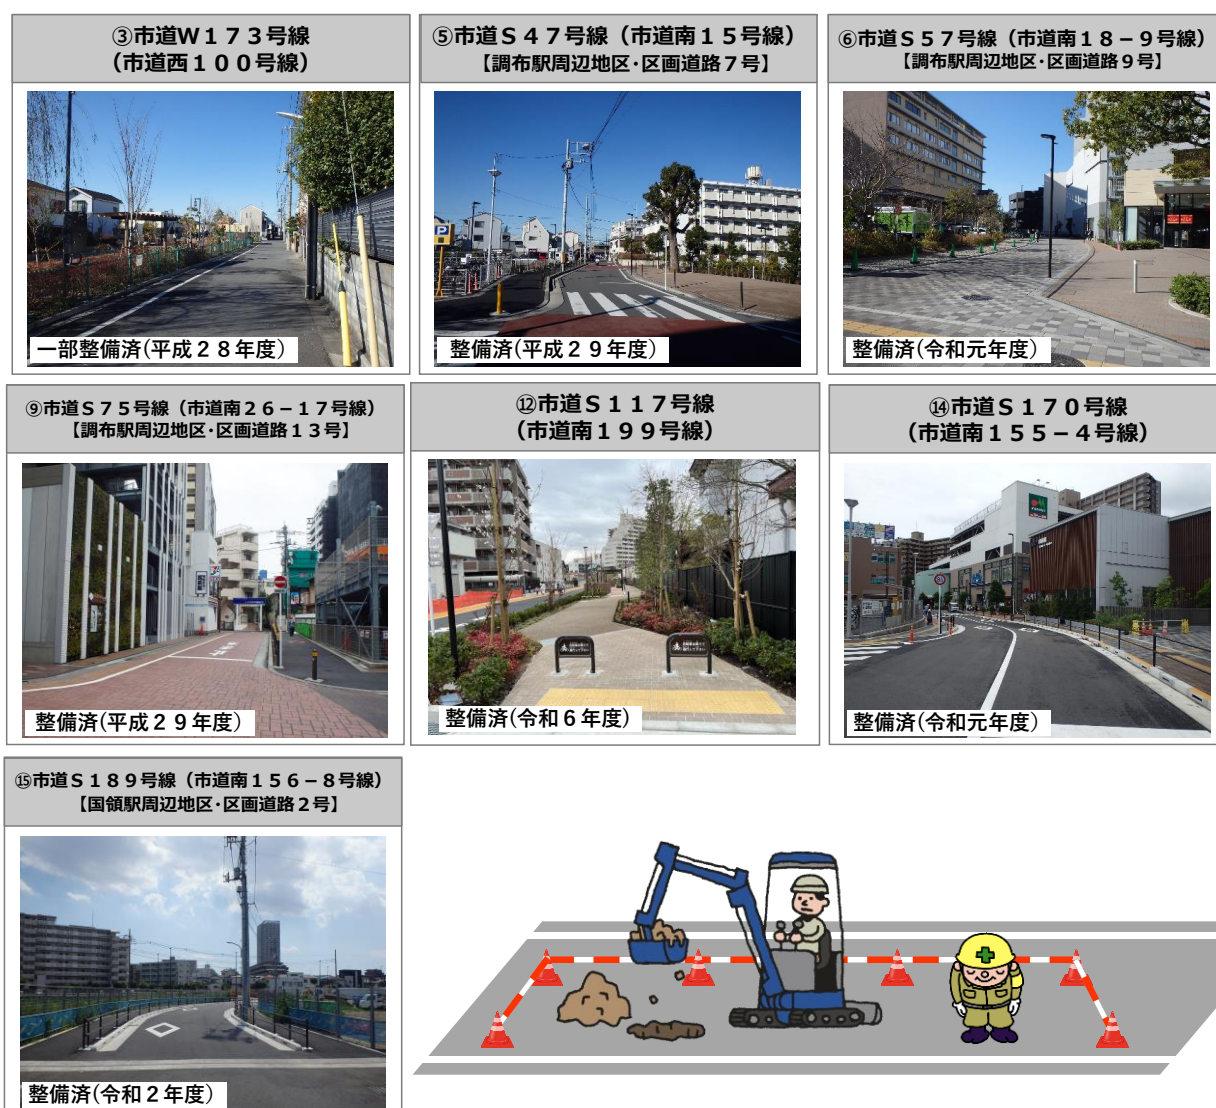 ③市道Ｗ１７３号線
（市道西１００号線）
一部整備済(平成２８年度）
⑤市道Ｓ４７号線（市道南１５号線）
【調布駅周辺地区･区画道路７号】
P
整備済(平成２９年度）
⑥市道Ｓ５７号線（市道南１８－９号線）
【調布駅周辺地区･区画道路９号】
整備済(令和元年度）
⑨市道Ｓ７５号線（市道南２６－１７号線）
【調布駅周辺地区･区画道路１３号】
整備済(平成２９年度）
⑫市道Ｓ１１７号線
（市道南１９９号線）
整備済(令和６年度）
⑭市道Ｓ１７０号線
（市道南１５５－４号線）
整備済(令和元年度）
⑮市道Ｓ１８９号線（市道南１５６－８号線）
【国領駅周辺地区･区画道路２号】
整備済(令和２年度）